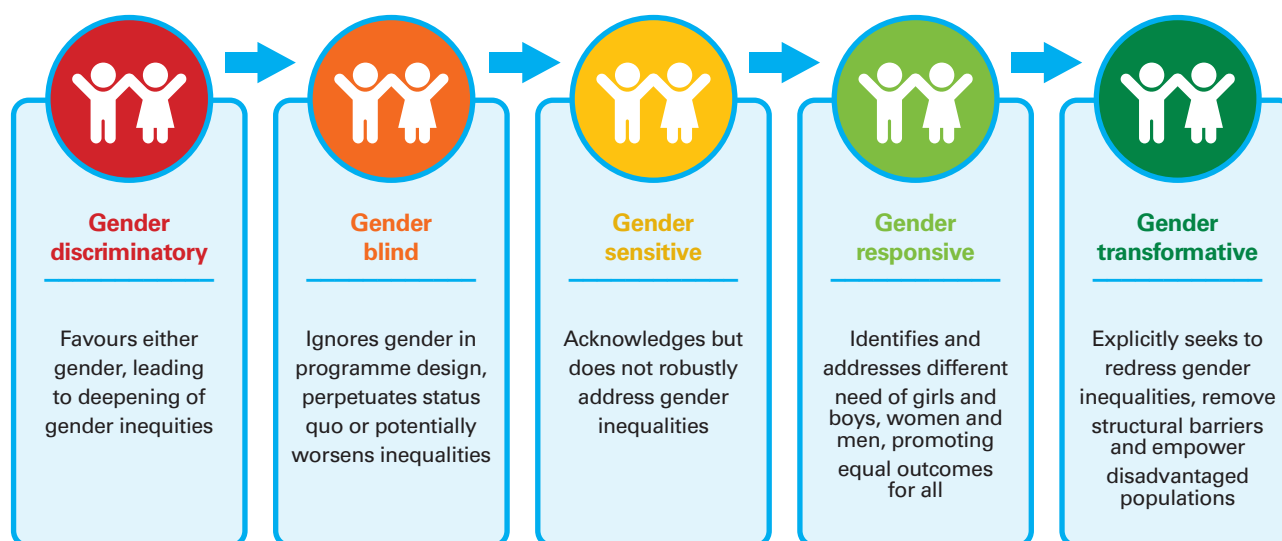 Gender
discriminatory
Favours either
gender, leading
to deepening of
gender inequities
Gender
blind
Ignores gender in
programme design,
perpetuates status
quo or potentially
worsens inequalities
Gender
sensitive
Acknowledges but
does not robustly
address gender
inequalities
Gender
responsive
Identifies and
addresses different
need of girls and
boys, women and
men, promoting
equal outcomes
for all
Gender
transformative
Explicitly seeks to
redress gender
inequalities, remove
structural barriers
and empower
disadvantaged
populations